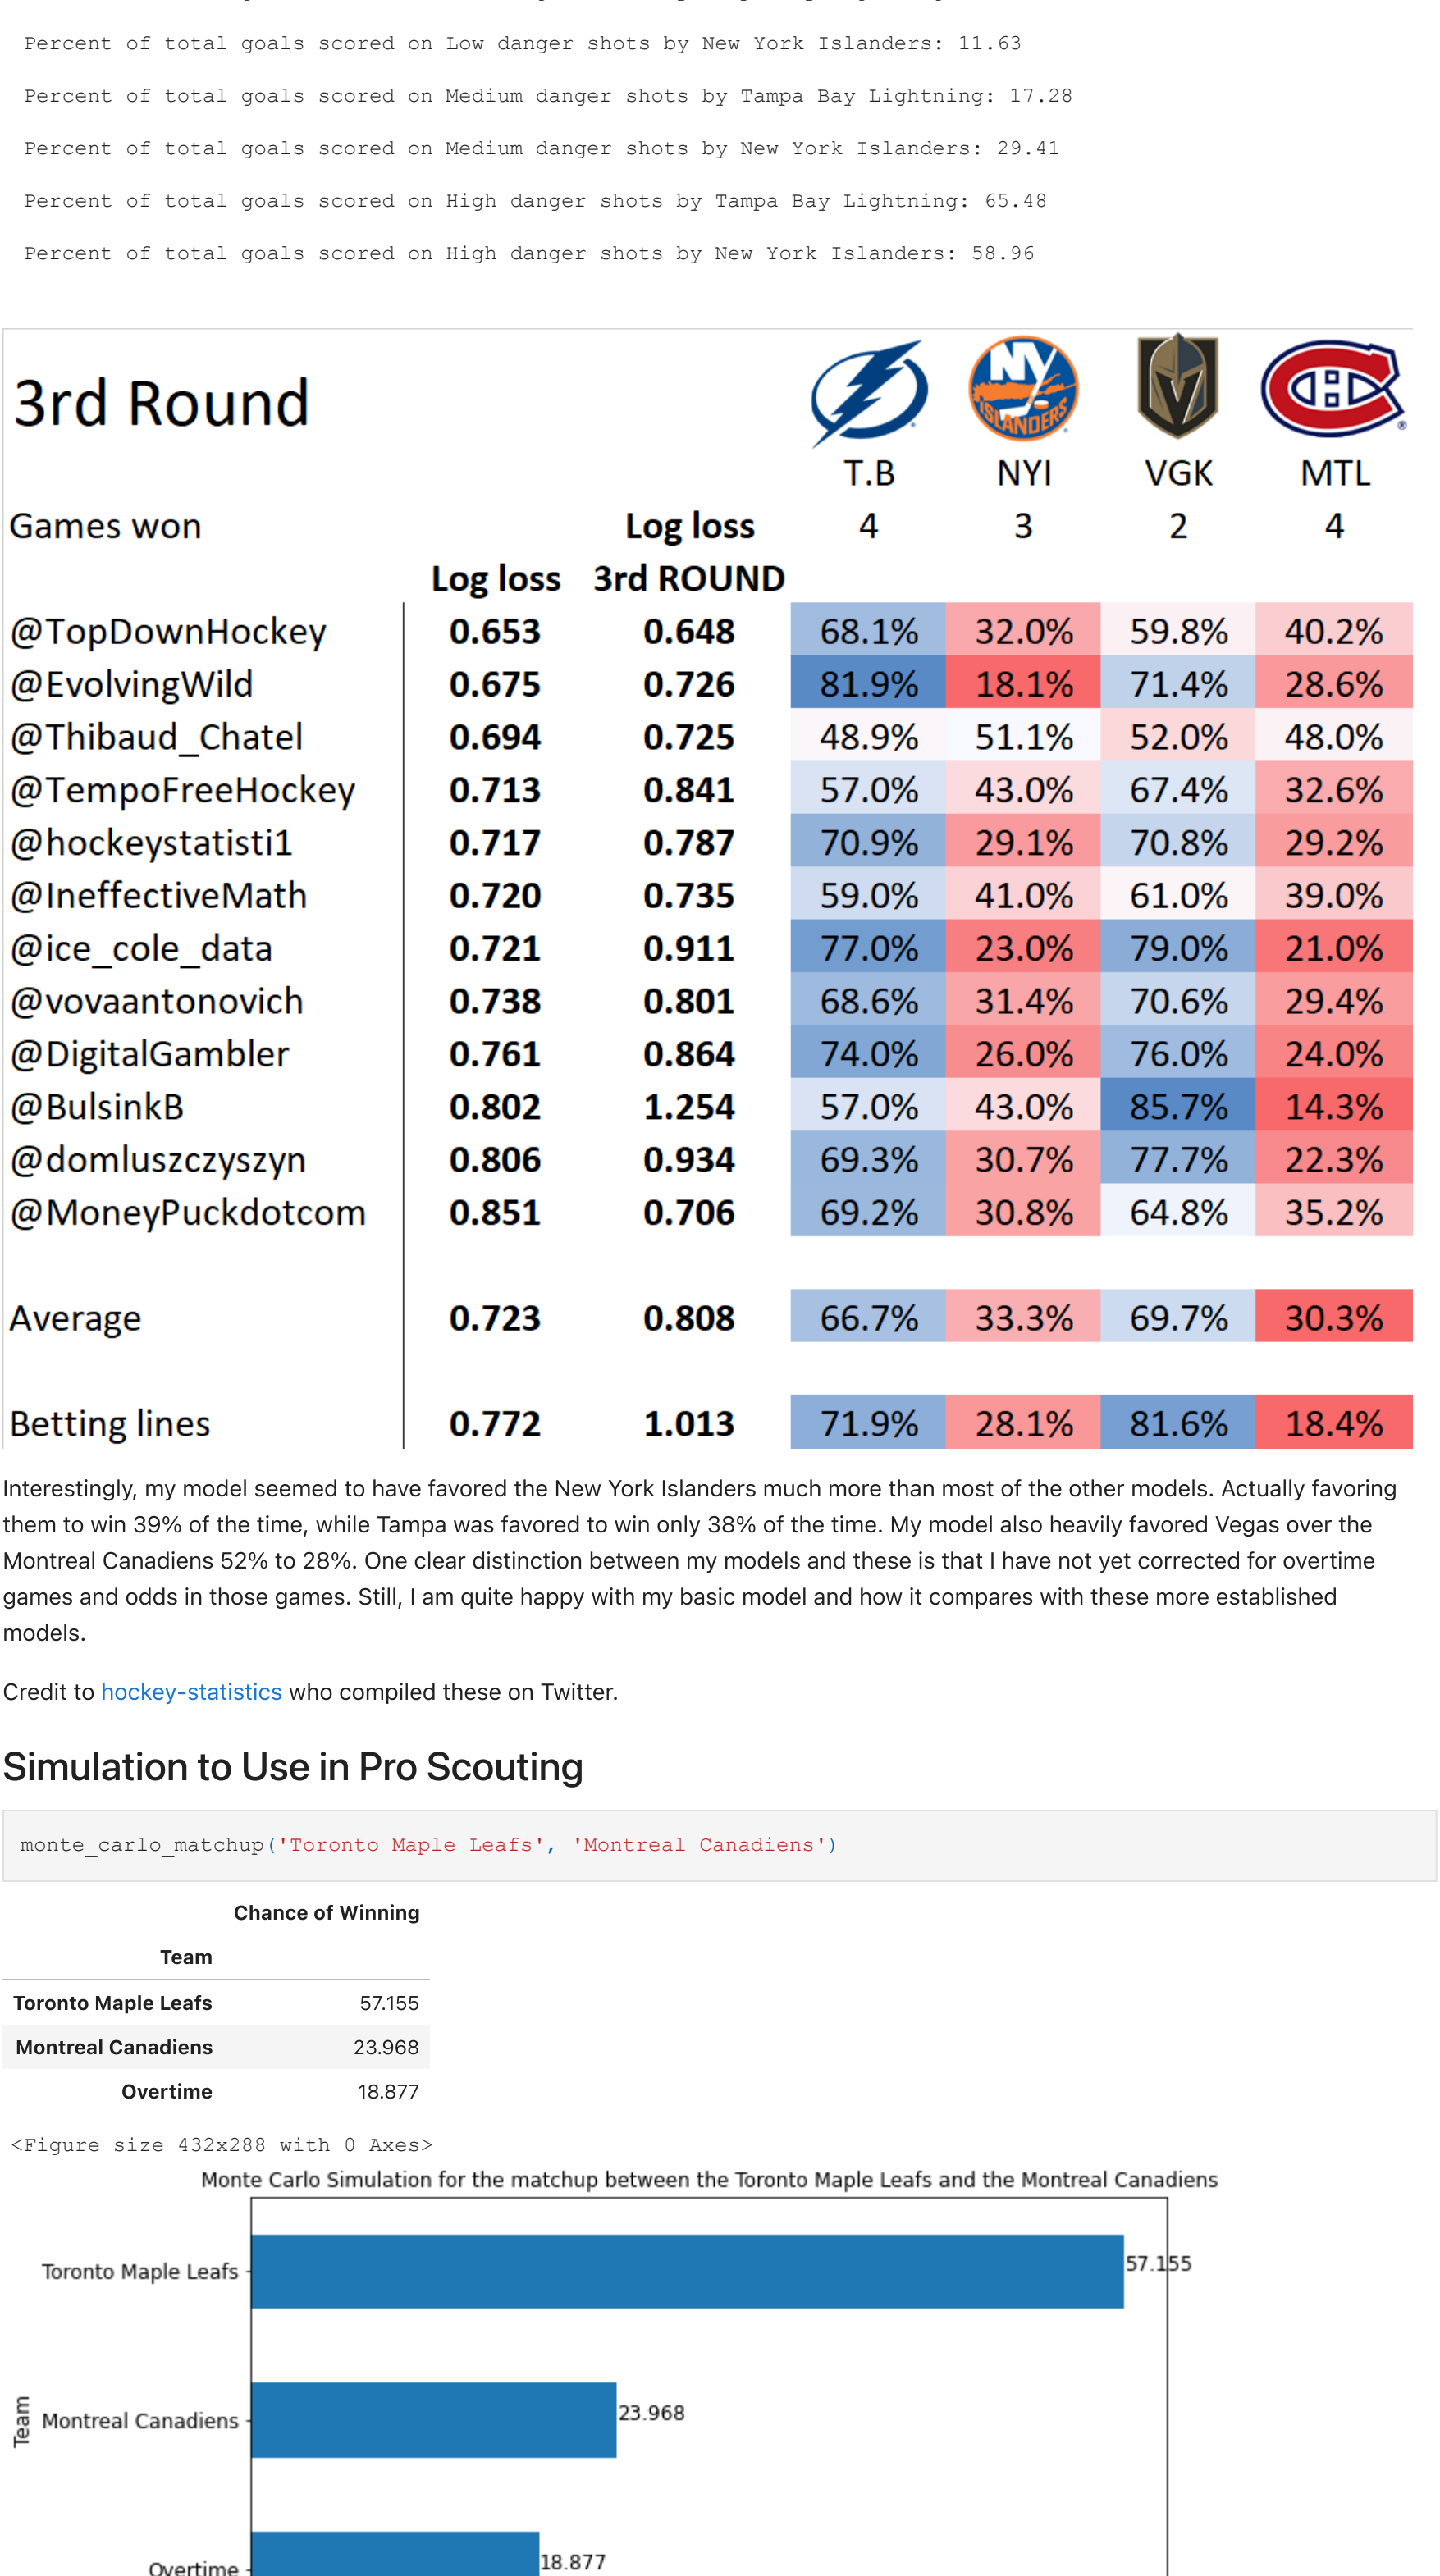 Percent of total goals scored on Low danger shots by New York Islanders: 11.63
Percent of total goals scored on Medium danger shots by Tampa Bay Lightning: 17.28
Percent of total goals scored on Medium danger shots by New York Islanders: 29.41
Percent of total goals scored on High danger shots by Tampa Bay Lightning: 65.48
Percent of total goals scored on High danger shots by New York Islanders: 58.96
3rd Round
NY
ISLANDERS
T.B NYI VGK MTL
Games won Log loss 4 3 2 4
Log loss 3rd ROUND
@TopDownHockey 0.653 0.648 68.1% 32.0% 59.8% 40.2%
@EvolvingWild 0.675 0.726 81.9% 18.1% 71.4% 28.6%
@Thibaud_Chatel 0.694 0.725 48.9% 51.1% 52.0% 48.0%
@TempoFreeHockey 0.713 0.841 57.0% 43.0% 67.4% 32.6%
@hockeystatisti1 0.717 0.787 70.9% 29.1% 70.8% 29.2%
@IneffectiveMath 0.720 0.735 59.0% 41.0% 61.0% 39.0%
@ice_cole_data 0.721 0.911 77.0% 23.0% 79.0% 21.0%
@vovaantonovich 0.738 0.801 68.6% 31.4% 70.6% 29.4%
@DigitalGambler 0.761 0.864 74.0% 26.0% 76.0% 24.0%
@BulsinkB 0.802 1.254 57.0% 43.0% 85.7% 14.3%
@domluszczyszyn 0.806 0.934 69.3% 30.7% 77.7% 22.3%
@MoneyPuckdotcom 0.851 0.706 69.2% 30.8% 64.8% 35.2%
Average 0.723 0.808 66.7% 33.3% 69.7% 30.3%
Betting lines 0.772 1.013 71.9% 28.1% 81.6% 18.4%
Interestingly, my model seemed to have favored the New York Islanders much more than most of the other models. Actually favoring
them to win 39% of the time, while Tampa was favored to win only 38% of the time. My model also heavily favored Vegas over the
Montreal Canadiens 52% to 28%. One clear distinction between my models and these is that I have not yet corrected for overtime
games and odds in those games. Still, I am quite happy with my basic model and how it compares with these more established
models.
Credit to hockey-statistics who compiled these on Twitter.
Simulation to Use in Pro Scouting
monte_carlo_matchup('Toronto Maple Leafs', 'Montreal Canadiens')
Chance of Winning
Team
Toronto Maple Leafs 57.155
Montreal Canadiens 23.968
Overtime 18.877
<Figure size 432x288 with 0 Axes>
Monte Carlo Simulation for the matchup between the Toronto Maple Leafs and the Montreal Canadiens
Toronto Maple Leafs 57.155
Team
Montreal Canadiens 23.968
Overtime 18.877